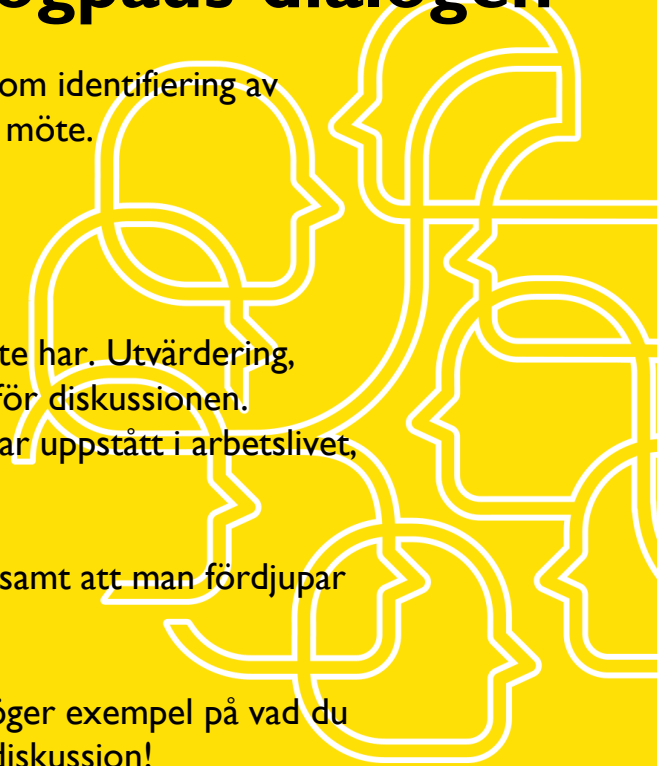 ogpaus-dialogen
om identifiering av
möte.
te har. Utvärdering,
för diskussionen.
ar uppstått i arbetslivet,
samt att man fördjupar
öger exempel på vad du
diskussion!